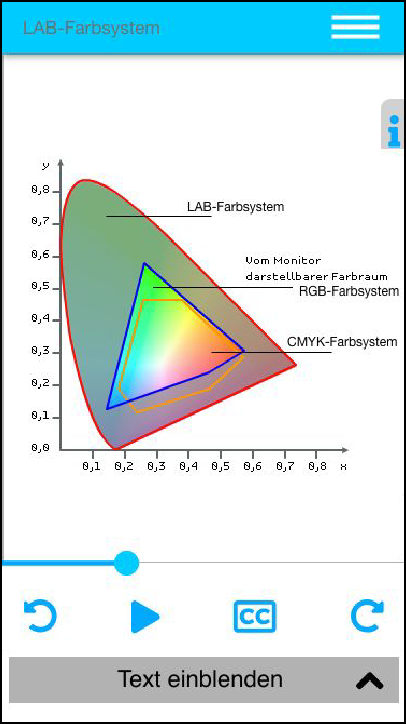 LAB-Farbsystem
i
y
0,8
0,7
LAB-Farbsystem
0,6
Vom Monitor
darstellbarer Farbraum
0,5
RGB-Farbsystem
0,4
CMYK-Farbsystem
0,3
0,2
0,1
0,0
0,1 0,2 0,3 0,4 0,5 0,6 0,7 0,8 x
CC
Text einblenden